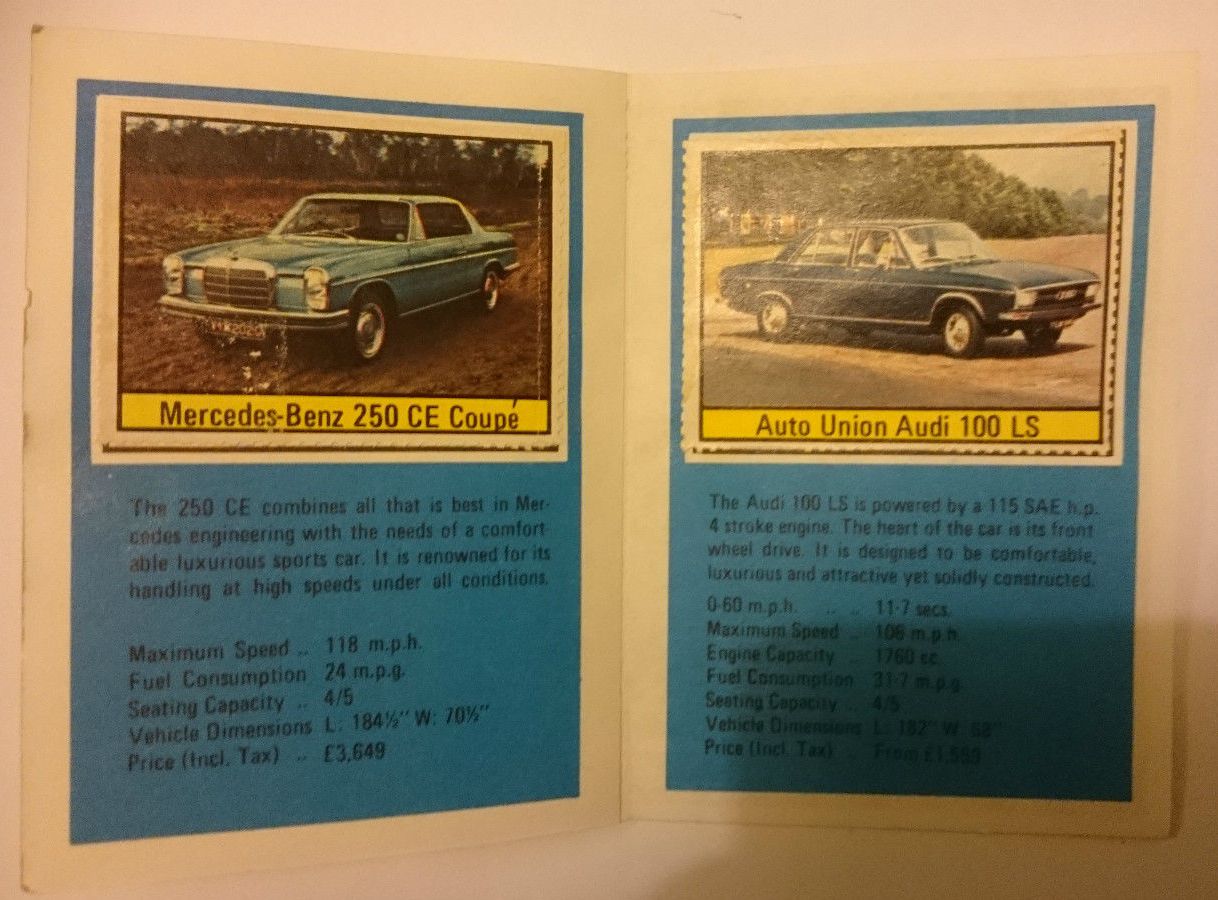 Mercedes-Benz 250 CE Coupé
The 250 CE combines all that is best in Mer-
cedes engineering with the needs of a comfort-
able luxurious sports car. It is renowned for its
handling at high speeds under all conditions.
Maximum Speed .. 118 m.p.h.
Fuel Consumption 24 m.p.g.
Seating Capacity .. 4/5
Vehicle Dimensions L: 184½" W: 70½"
Price (Incl. Tax) .. £3,649
Auto Union Audi 100 LS
The Audi 100 LS is powered by a 115 SAE h.p.
4 stroke engine. The heart of the car is its front
wheel drive. It is designed to be comfortable,
luxurious and attractive yet solidly constructed.
0-60 m.p.h. .. .. 11·7 secs.
Maximum Speed .. 106 m.p.h.
Engine Capacity .. 1760 cc.
Fuel Consumption 31·7 m.p.g.
Seating Capacity .. 4/5
Vehicle Dimensions L: 182" W: 68"
Price (Incl. Tax) From